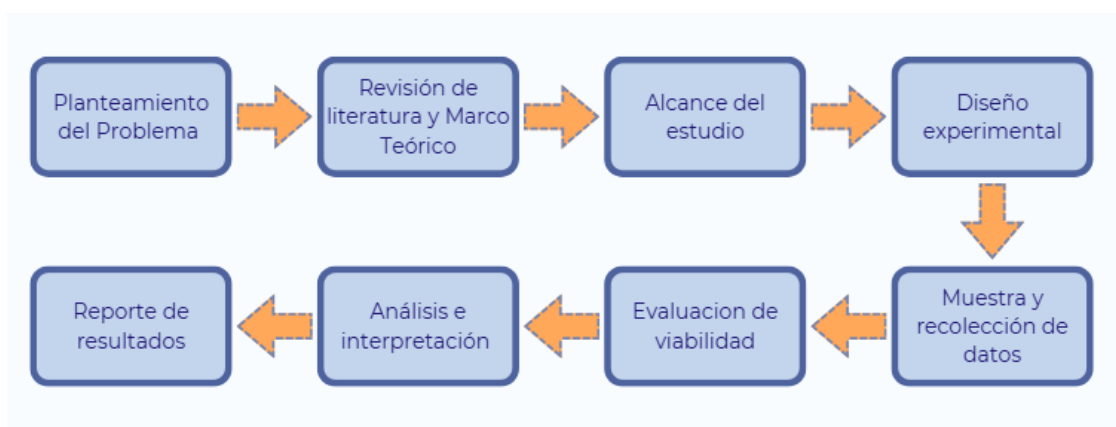 Planteamiento
del Problema
Revisión de
literatura y Marco
Teórico
Alcance del
estudio
Diseño
experimental
Muestra y
recolección de
datos
Evaluacion de
viabilidad
Análisis e
interpretación
Reporte de
resultados